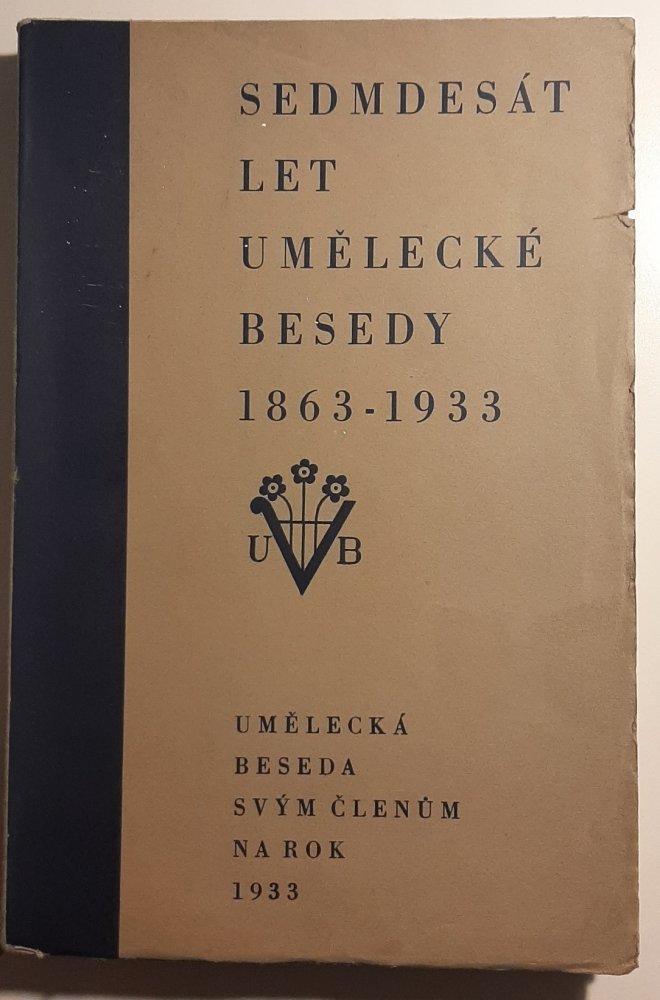 SEDMDESÁT
LET
UMĚLECKÉ
BESEDY
1863-1933
U B
UMĚLECKÁ
BESEDA
SVÝM ČLENŮM
NA ROK
1933